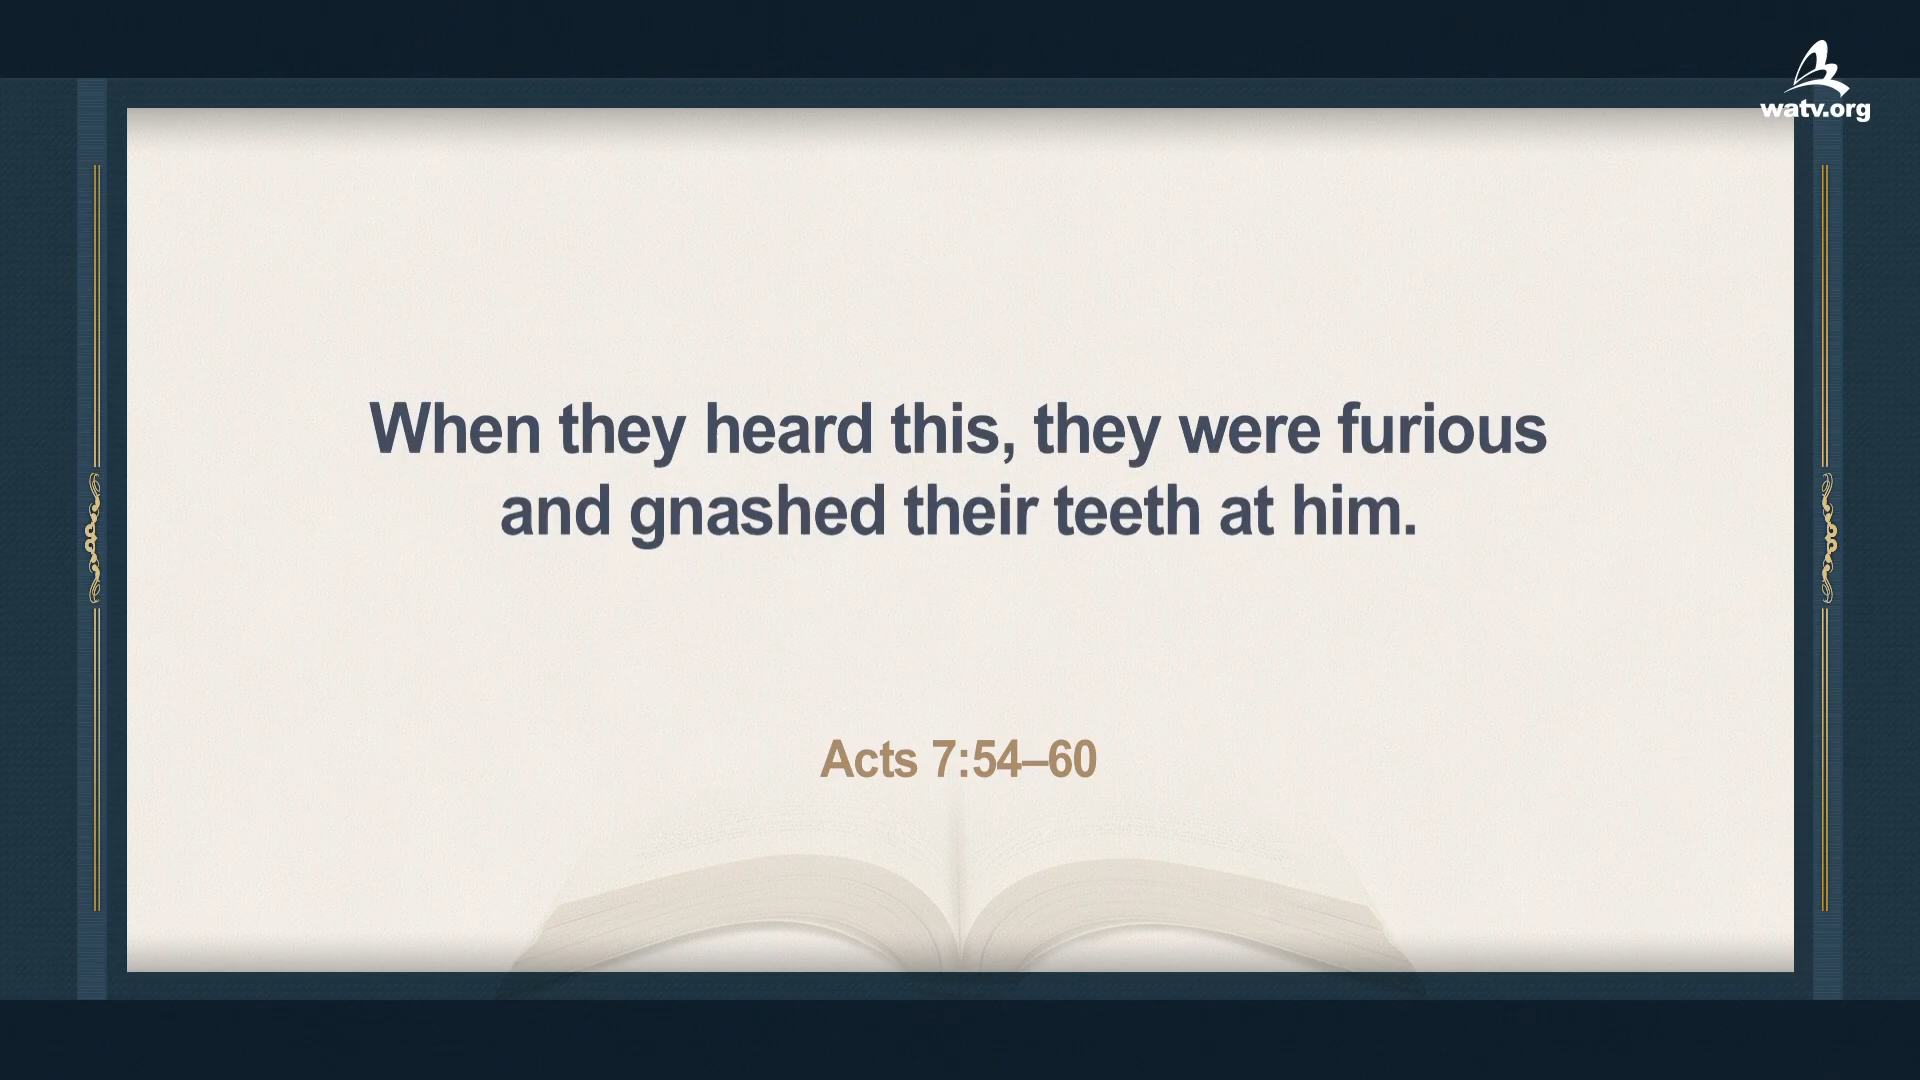 watv.org
When they heard this, they were furious
and gnashed their teeth at him.
Acts 7:54–60